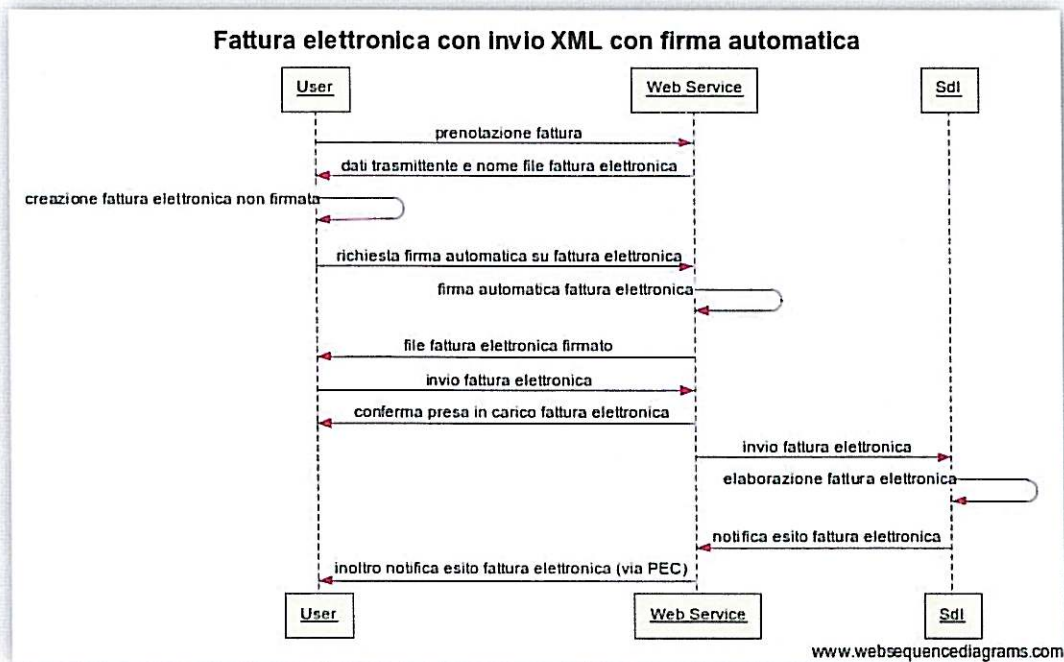 Fattura elettronica con invio XML con firma automatica
User Web Service SdI
prenotazione fattura
dati trasmittente e nome file fattura elettronica
creazione fattura elettronica non firmata
richiesta firma automatica su fattura elettronica
firma automatica fattura elettronica
file fattura elettronica firmato
invio fattura elettronica
conferma presa in carico fattura elettronica
invio fattura elettronica
elaborazione fattura elettronica
notifica esito fattura elettronica
inoltro notifica esito fattura elettronica (via PEC)
User Web Service SdI
www.websequencediagrams.com